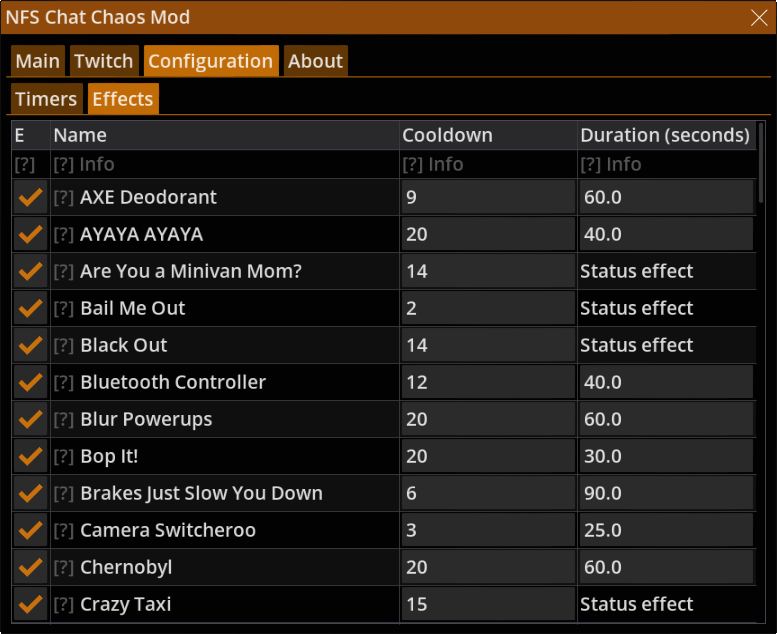 NFS Chat Chaos Mod
Main Twitch Configuration About
Timers Effects
E Name Cooldown Duration (seconds)
[?] [?] Info [?] Info [?] Info
[?] AXE Deodorant 9 60.0
[?] AYAYA AYAYA 20 40.0
[?] Are You a Minivan Mom? 14 Status effect
[?] Bail Me Out 2 Status effect
[?] Black Out 14 Status effect
[?] Bluetooth Controller 12 40.0
[?] Blur Powerups 20 60.0
[?] Bop It! 20 30.0
[?] Brakes Just Slow You Down 6 90.0
[?] Camera Switcheroo 3 25.0
[?] Chernobyl 20 60.0
[?] Crazy Taxi 15 Status effect